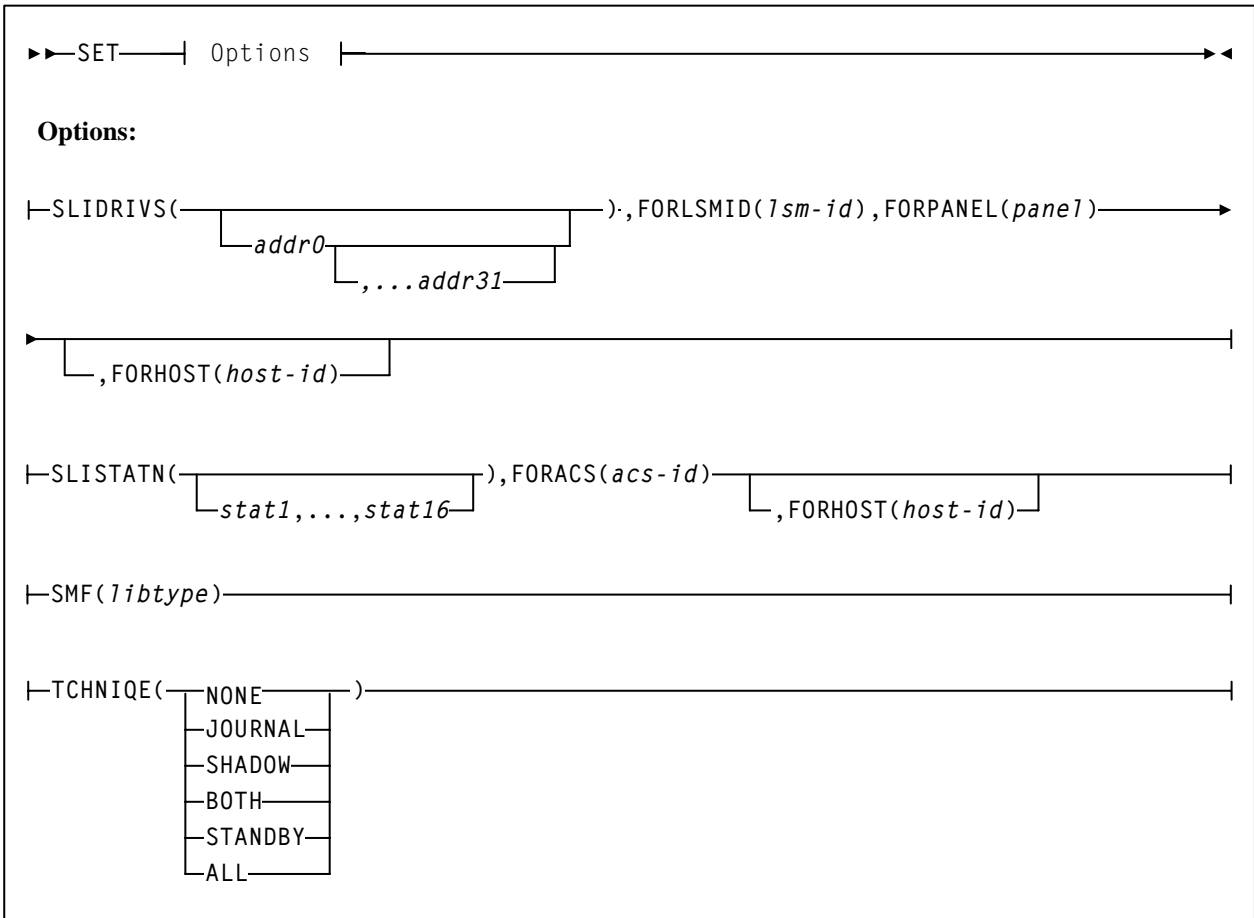 SET Options
Options:
SLIDRIVS( ),FORLSMID(lsm-id),FORPANEL(panel)
addr0
,...addr31
,FORHOST(host-id)
SLISTATN( ),FORACS(acs-id)
stat1,...,stat16 ,FORHOST(host-id)
SMF(libtype)
TCHNIQE( NONE )
JOURNAL
SHADOW
BOTH
STANDBY
ALL